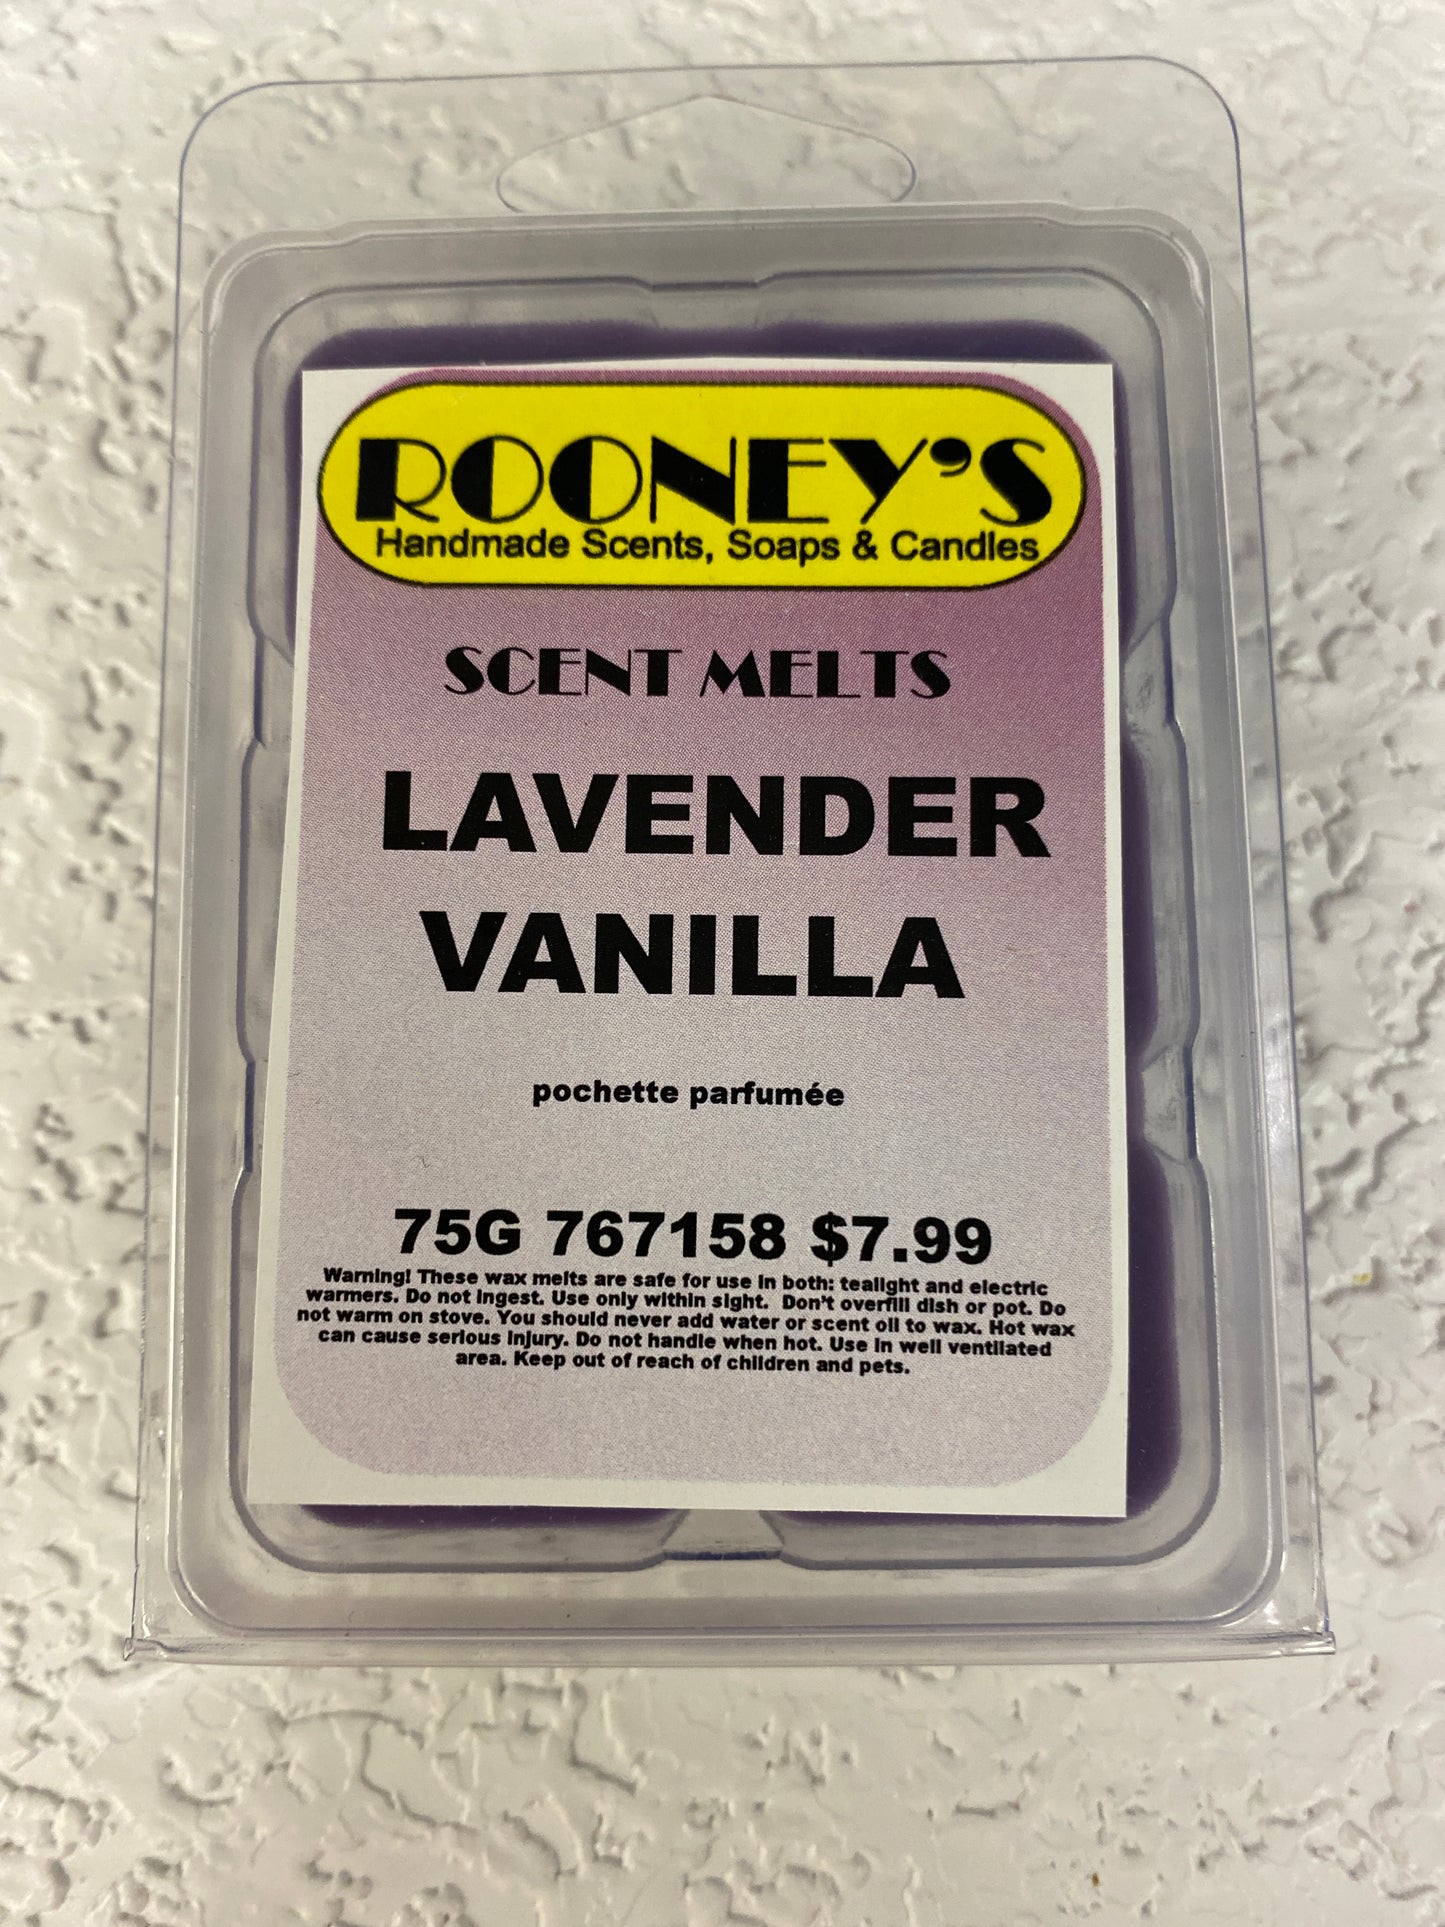 ROONEY'S
Handmade Scents, Soaps & Candles
SCENT MELTS
LAVENDER
VANILLA
pochette parfumée
75G 767158 $7.99
Warning! These wax melts are safe for use in both: tealight and electric
warmers. Do not ingest. Use only within sight. Don't overfill dish or pot. Do
not warm on stove. You should never add water or scent oil to wax. Hot wax
can cause serious injury. Do not handle when hot. Use in well ventilated
area. Keep out of reach of children and pets.